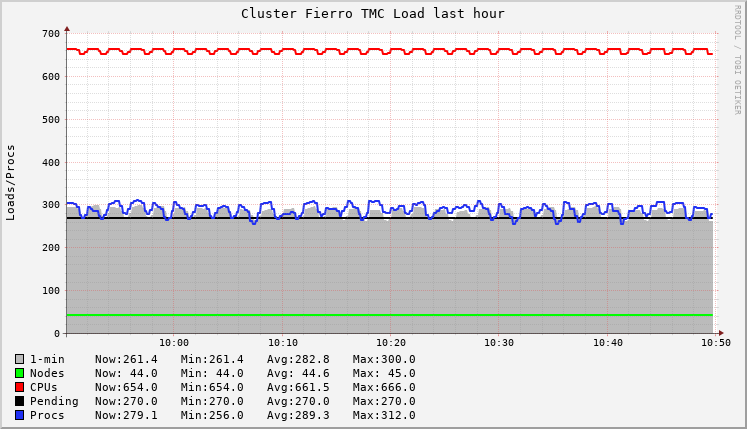 Cluster Fierro TMC Load last hour
RRDTOOL / TOBI OETIKER
Loads/Procs
700
600
500
400
300
200
100
0
10:00 10:10 10:20 10:30 10:40 10:50
1-min Now:261.4 Min:261.4 Avg:282.8 Max:300.0
Nodes Now: 44.0 Min: 44.0 Avg: 44.6 Max: 45.0
CPUs Now:654.0 Min:654.0 Avg:661.5 Max:666.0
Pending Now:270.0 Min:270.0 Avg:270.0 Max:270.0
Procs Now:279.1 Min:256.0 Avg:289.3 Max:312.0